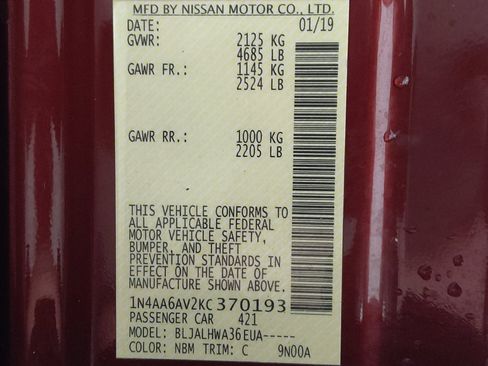 MFD BY NISSAN MOTOR CO., LTD.
DATE: 01/19
GVWR: 2125 KG
4685 LB
GAWR FR.: 1145 KG
2524 LB
GAWR RR.: 1000 KG
2205 LB
THIS VEHICLE CONFORMS TO
ALL APPLICABLE FEDERAL
MOTOR VEHICLE SAFETY,
BUMPER, AND THEFT
PREVENTION STANDARDS IN
EFFECT ON THE DATE OF
MANUFACTURE SHOWN ABOVE.
1N4AA6AV2KC370193
PASSENGER CAR 421
MODEL: BLJALHWA36EUA-----
COLOR: NBM TRIM: C 9N00A